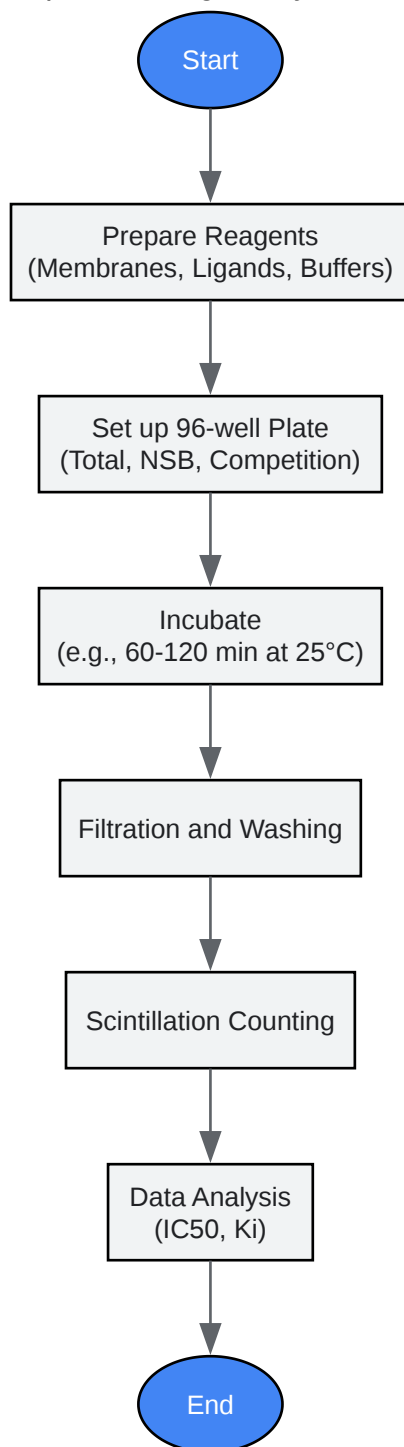 Start
Prepare Reagents
(Membranes, Ligands, Buffers)
Set up 96-well Plate
(Total, NSB, Competition)
Incubate
(e.g., 60-120 min at 25°C)
Filtration and Washing
Scintillation Counting
Data Analysis
(IC50, Ki)
End